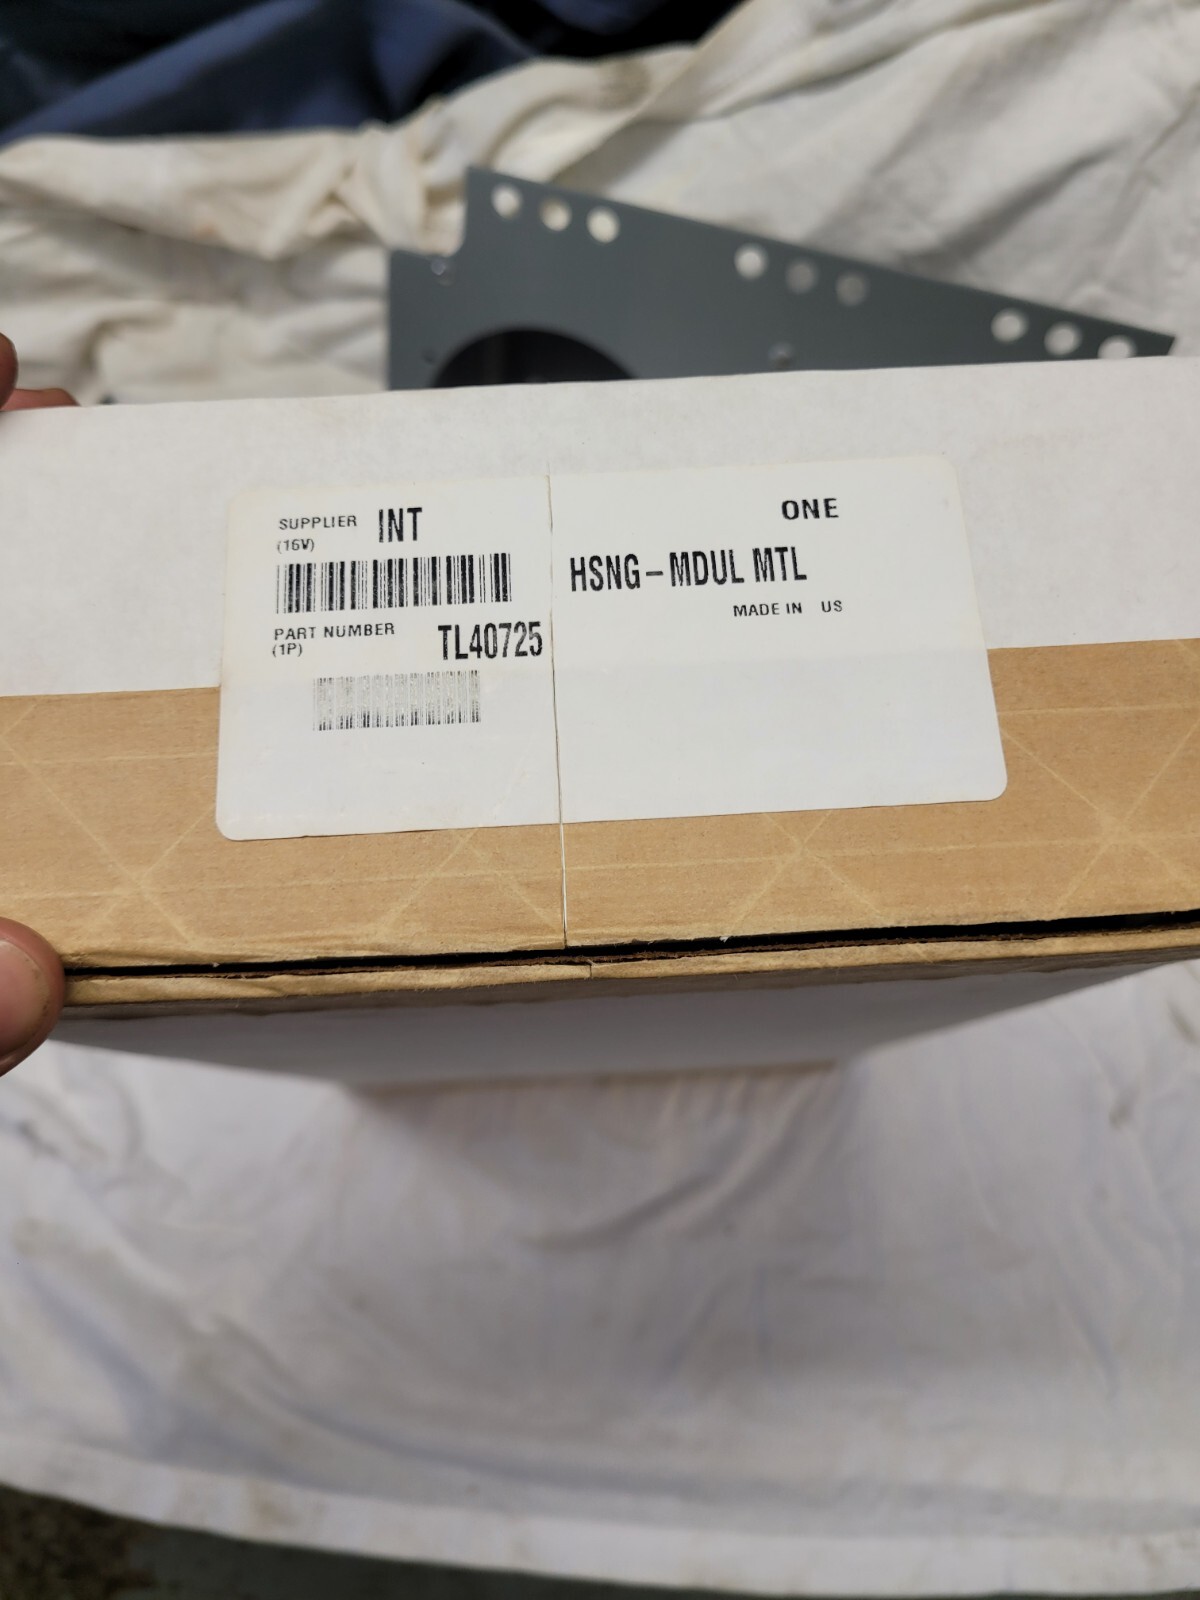 SUPPLIER INT
(16V)
PART NUMBER TL40725
(1P)
ONE
HSNG-MDUL MTL
MADE IN US